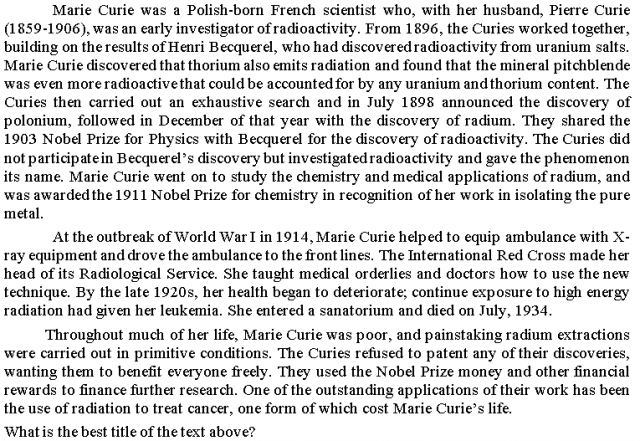 Marie Curie was a Polish-born French scientist who, with her husband, Pierre Curie
(1859-1906), was an early investigator of radioactivity. From 1896, the Curies worked together,
building on the results of Henri Becquerel, who had discovered radioactivity from uranium salts.
Marie Curie discovered that thorium also emits radiation and found that the mineral pitchblende
was even more radioactive that could be accounted for by any uranium and thorium content. The
Curies then carried out an exhaustive search and in July 1898 announced the discovery of
polonium, followed in December of that year with the discovery of radium. They shared the
1903 Nobel Prize for Physics with Becquerel for the discovery of radioactivity. The Curies did
not participate in Becquerel's discovery but investigated radioactivity and gave the phenomenon
its name. Marie Curie went on to study the chemistry and medical applications of radium, and
was awarded the 1911 Nobel Prize for chemistry in recognition of her work in isolating the pure
metal.
At the outbreak of World War I in 1914, Marie Curie helped to equip ambulance with X-
ray equipment and drove the ambulance to the front lines. The International Red Cross made her
head of its Radiological Service. She taught medical orderlies and doctors how to use the new
technique. By the late 1920s, her health began to deteriorate; continue exposure to high energy
radiation had given her leukemia. She entered a sanatorium and died on July, 1934.
Throughout much of her life, Marie Curie was poor, and painstaking radium extractions
were carried out in primitive conditions. The Curies refused to patent any of their discoveries,
wanting them to benefit everyone freely. They used the Nobel Prize money and other financial
rewards to finance further research. One of the outstanding applications of their work has been
the use of radiation to treat cancer, one form of which cost Marie Curie's life.
What is the best title of the text above?